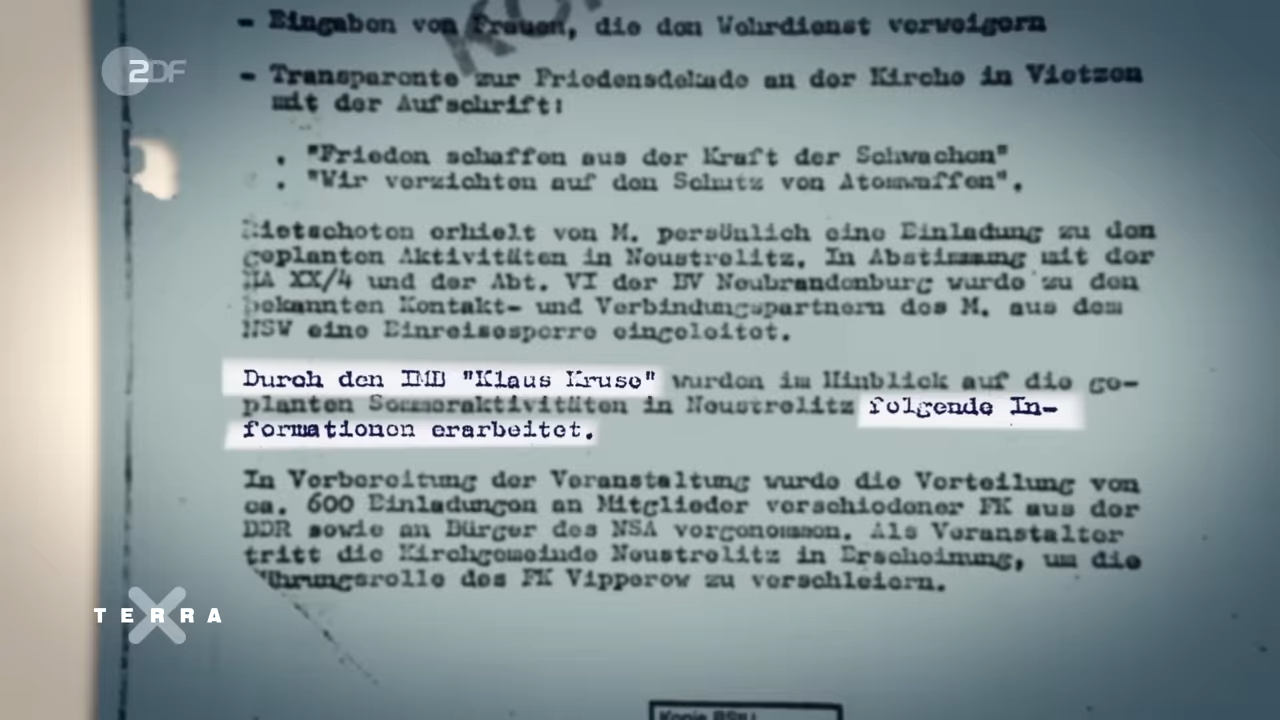 KO
- Eingaben von Frauen, die den Wehrdienst verweigern
ZDF
- Transparente zur Friedensdekade an der Kirche in Vietzen
mit der Aufschrift:
. "Frieden schaffen aus der Kraft der Schwachen"
. "Wir verzichten auf den Schutz von Atomwaffen".
Rietschoten erhielt von M. persönlich eine Einladung zu den
geplanten Aktivitäten in Neustrelitz. In Abstimmung mit der
HA XX/4 und der Abt. VI der BV Neubrandenburg wurde zu den
bekannten Kontakt- und Verbindungspartnern des M. aus dem
NSW eine Einreisesperre eingeleitet.
Durch den IMB "Klaus Kruse" wurden im Hinblick auf die ge-
planten Sommeraktivitäten in Neustrelitz folgende In-
formationen erarbeitet.
In Vorbereitung der Veranstaltung wurde die Verteilung von
ca. 600 Einladungen an Mitglieder verschiedener FK aus der
DDR sowie an Bürger des NSA vorgenommen. Als Veranstalter
tritt die Kirchgemeinde Neustrelitz in Erscheinung, um die
ührungsrolle des FK Vipperow zu verschleiern.
TERRA X
Kopie BStU